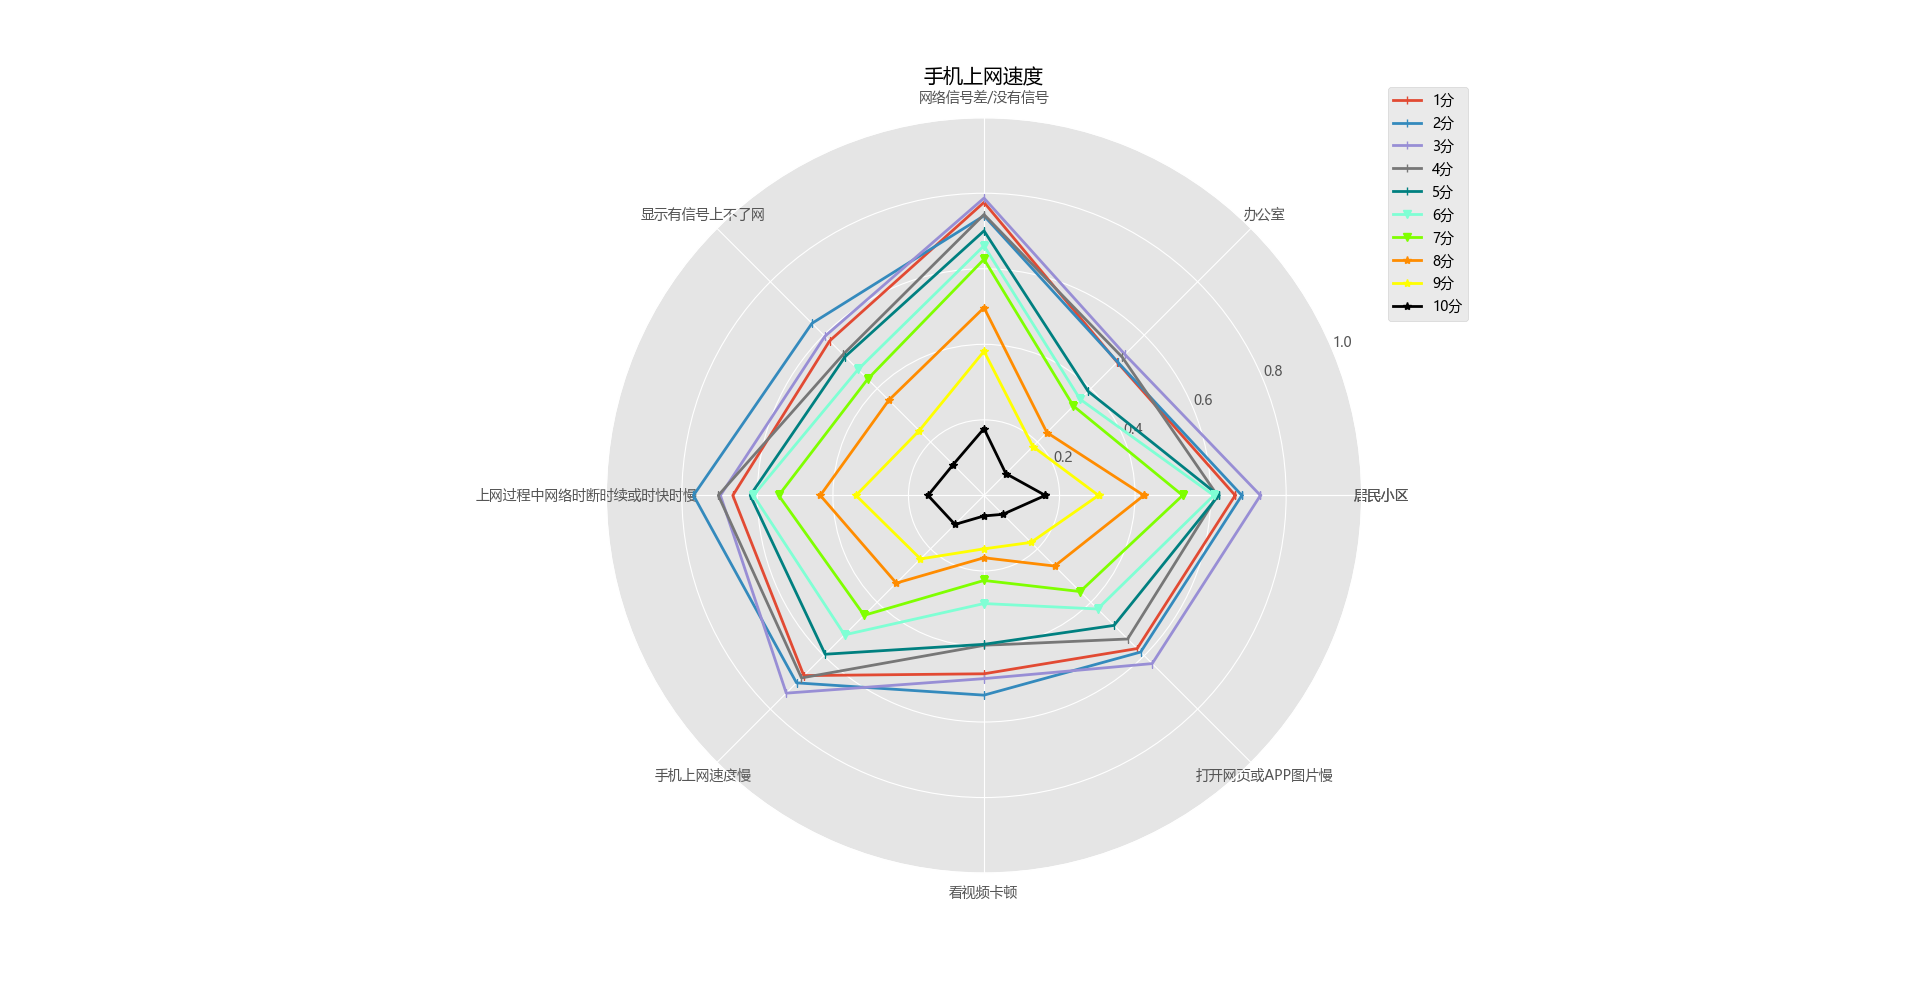 手机上网速度
网络信号差/没有信号
1分
2分
3分
4分
5分
6分
7分
8分
9分
10分
显示有信号上不了网
办公室
1.0
0.8
0.6
0.4
0.2
上网过程中网络时断时续或时快时慢
居民小区
手机上网速度慢
打开网页或APP图片慢
看视频卡顿